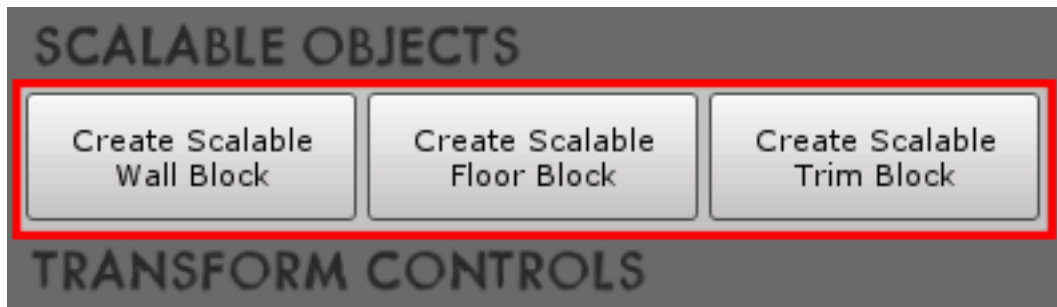 SCALABLE OBJECTS
Create Scalable
Wall Block
Create Scalable
Floor Block
Create Scalable
Trim Block
TRANSFORM CONTROLS